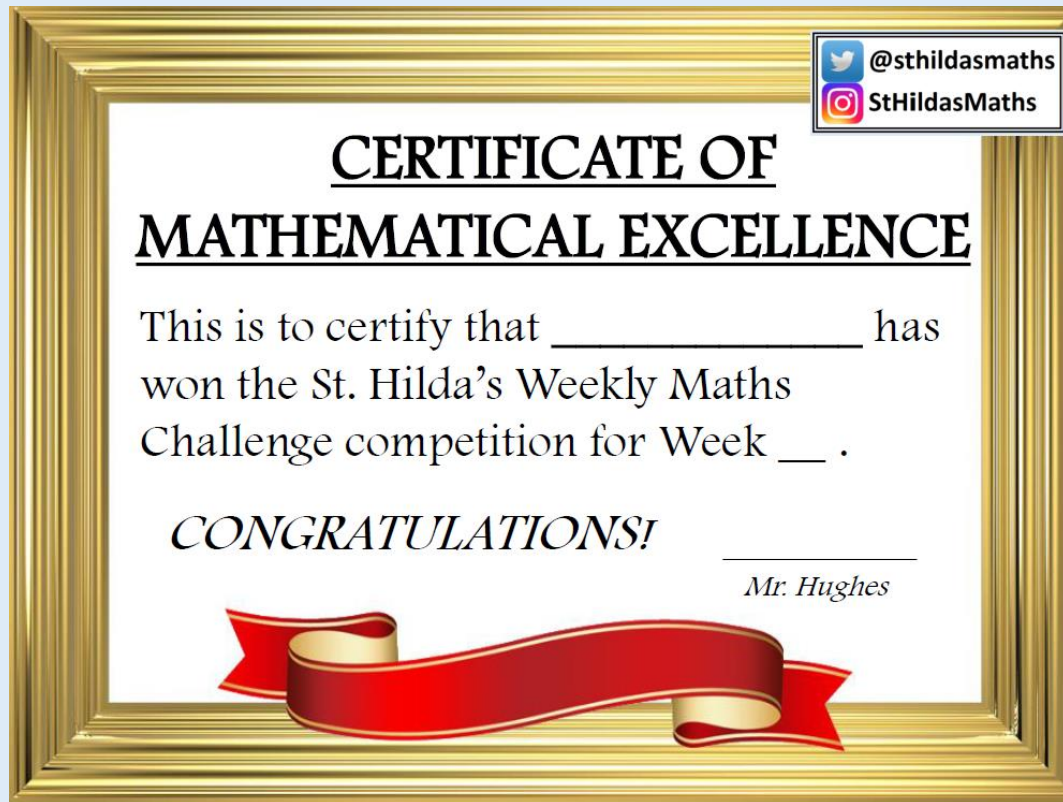 @sthildasmaths
StHildasMaths
CERTIFICATE OF
MATHEMATICAL EXCELLENCE
This is to certify that _____________ has
won the St. Hilda's Weekly Maths
Challenge competition for Week __ .
CONGRATULATIONS! ___________
Mr. Hughes